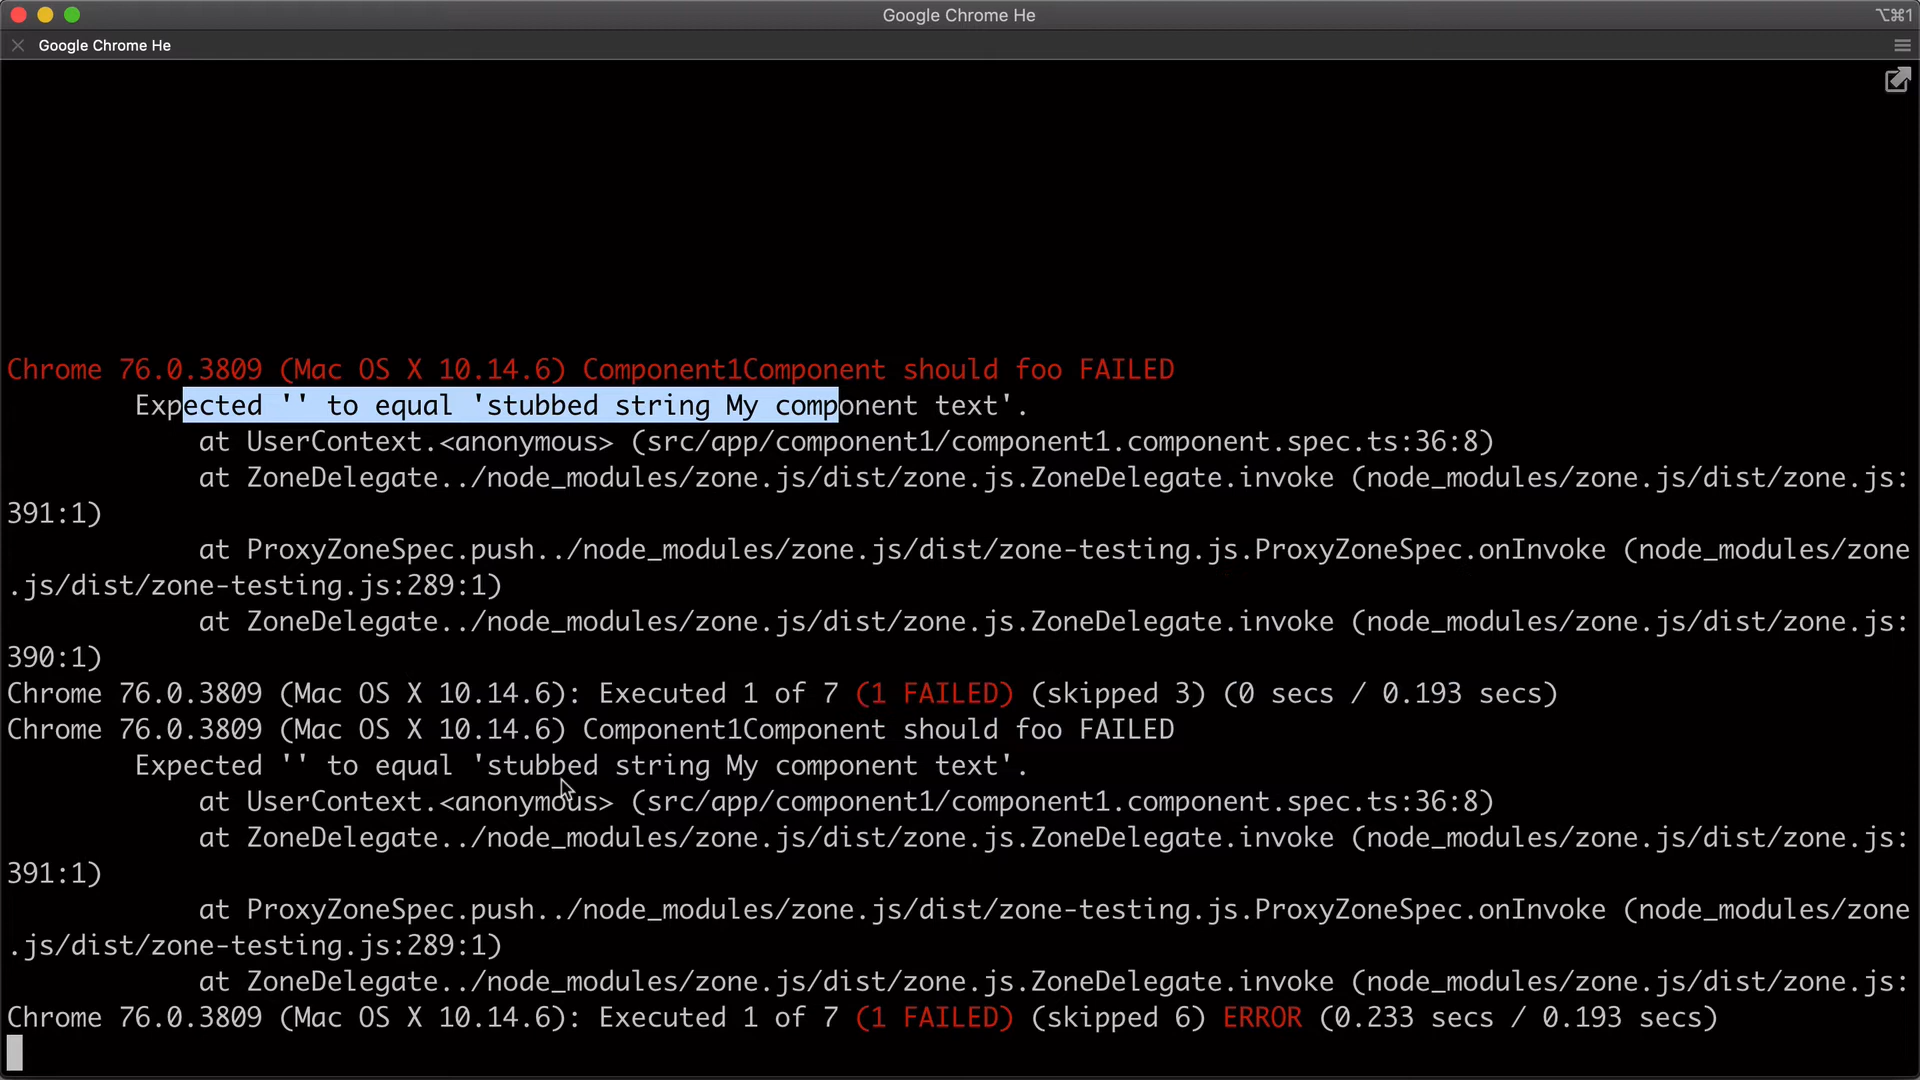 Google Chrome He
⌥⌘1
Google Chrome He
Chrome 76.0.3809 (Mac OS X 10.14.6) Component1Component should foo FAILED
Expected '' to equal 'stubbed string My component text'.
at UserContext.<anonymous> (src/app/component1/component1.component.spec.ts:36:8)
at ZoneDelegate../node_modules/zone.js/dist/zone.js.ZoneDelegate.invoke (node_modules/zone.js/dist/zone.js:
391:1)
at ProxyZoneSpec.push../node_modules/zone.js/dist/zone-testing.js.ProxyZoneSpec.onInvoke (node_modules/zone
.js/dist/zone-testing.js:289:1)
at ZoneDelegate../node_modules/zone.js/dist/zone.js.ZoneDelegate.invoke (node_modules/zone.js/dist/zone.js:
390:1)
Chrome 76.0.3809 (Mac OS X 10.14.6): Executed 1 of 7 (1 FAILED) (skipped 3) (0 secs / 0.193 secs)
Chrome 76.0.3809 (Mac OS X 10.14.6) Component1Component should foo FAILED
Expected '' to equal 'stubbed string My component text'.
at UserContext.<anonymous> (src/app/component1/component1.component.spec.ts:36:8)
at ZoneDelegate../node_modules/zone.js/dist/zone.js.ZoneDelegate.invoke (node_modules/zone.js/dist/zone.js:
391:1)
at ProxyZoneSpec.push../node_modules/zone.js/dist/zone-testing.js.ProxyZoneSpec.onInvoke (node_modules/zone
.js/dist/zone-testing.js:289:1)
at ZoneDelegate../node_modules/zone.js/dist/zone.js.ZoneDelegate.invoke (node_modules/zone.js/dist/zone.js:
Chrome 76.0.3809 (Mac OS X 10.14.6): Executed 1 of 7 (1 FAILED) (skipped 6) ERROR (0.233 secs / 0.193 secs)